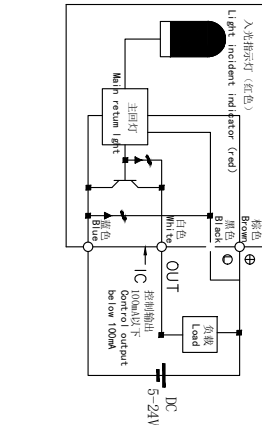 入光指示灯 (红色)
Light incident indicator (red)
主回灯
Main retum lght
棕色
Brown
黑色
Black
白色
White
蓝色
Blue
OUT
IC
控制输出
100mA以下
Control output
below 100mA
负载
Load
DC
5-24V